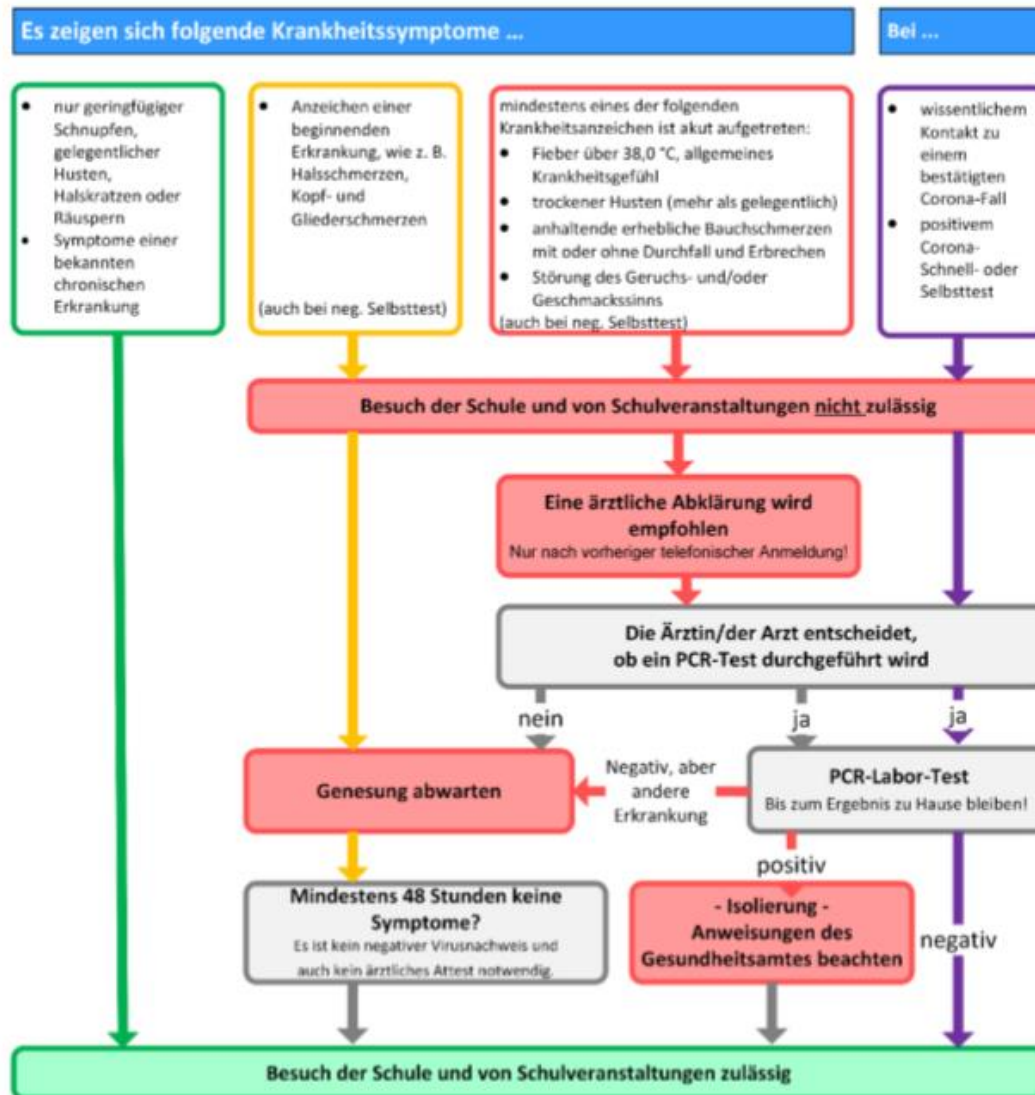 Es zeigen sich folgende Krankheitssymptome ...
Bei ...
• nur geringfügiger
Schnupfen,
gelegentlicher
Husten,
Halskratzen oder
Räuspern
• Symptome einer
bekannten
chronischen
Erkrankung
• Anzeichen einer
beginnenden
Erkrankung, wie z. B.
Halsschmerzen,
Kopf- und
Gliederschmerzen
(auch bei neg. Selbsttest)
mindestens eines der folgenden
Krankheitsanzeichen ist akut aufgetreten:
• Fieber über 38,0 °C, allgemeines
Krankheitsgefühl
• trockener Husten (mehr als gelegentlich)
• anhaltende erhebliche Bauchschmerzen
mit oder ohne Durchfall und Erbrechen
• Störung des Geruchs- und/oder
Geschmackssinns
(auch bei neg. Selbsttest)
• wissentlichem
Kontakt zu
einem
bestätigten
Corona-Fall
• positivem
Corona-
Schnell- oder
Selbsttest
Besuch der Schule und von Schulveranstaltungen nicht zulässig
Eine ärztliche Abklärung wird
empfohlen
Nur nach vorheriger telefonischer Anmeldung!
Die Ärztin/der Arzt entscheidet,
ob ein PCR-Test durchgeführt wird
nein
ja
ja
Genesung abwarten
Negativ, aber
andere
Erkrankung
PCR-Labor-Test
Bis zum Ergebnis zu Hause bleiben!
positiv
Mindestens 48 Stunden keine
Symptome?
Es ist kein negativer Virusnachweis und
auch kein ärztliches Attest notwendig.
- Isolierung -
Anweisungen des
Gesundheitsamtes beachten
negativ
Besuch der Schule und von Schulveranstaltungen zulässig